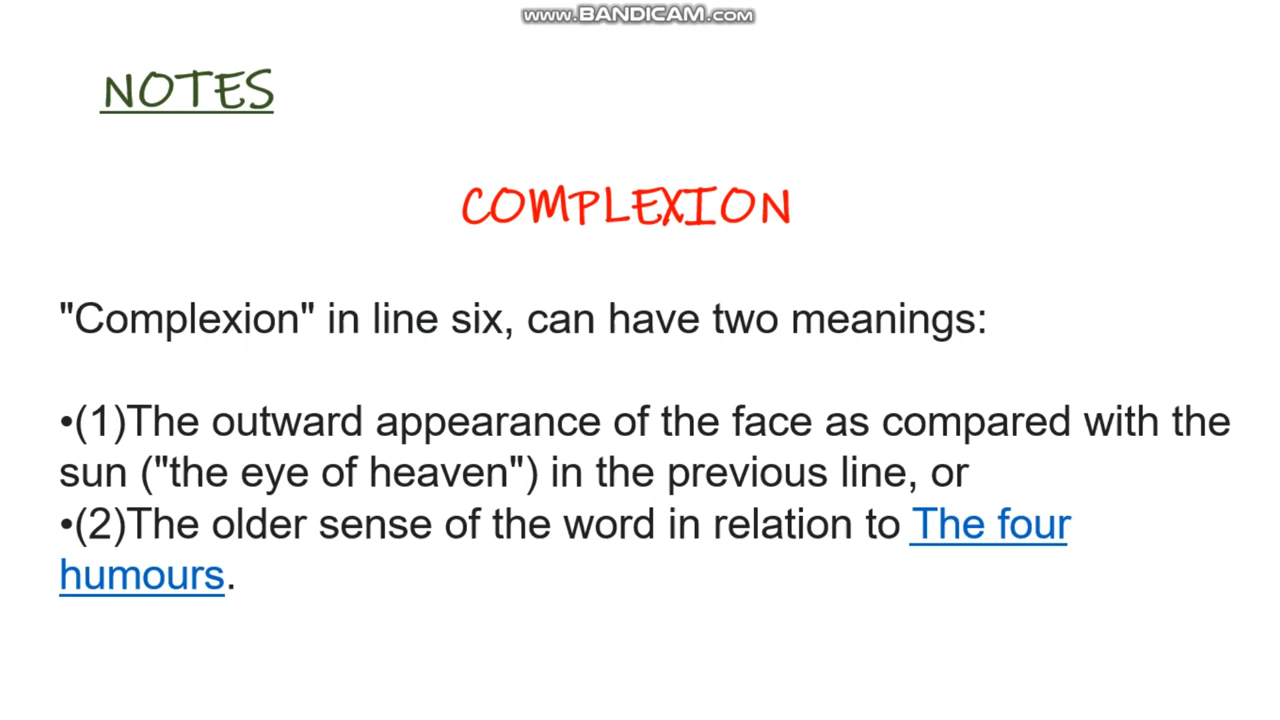 www.BANDICAM.com
NOTES
COMPLEXION
"Complexion" in line six, can have two meanings:
•(1)The outward appearance of the face as compared with the
sun ("the eye of heaven") in the previous line, or
•(2)The older sense of the word in relation to The four
humours.